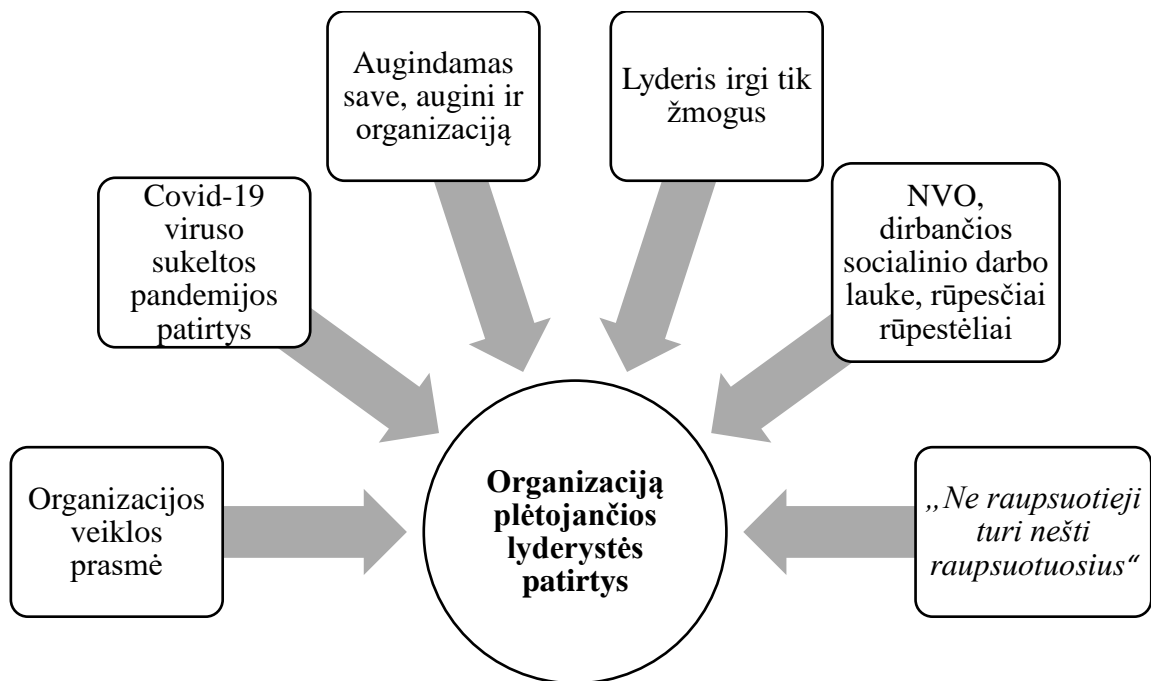 Augindamas
save, augini ir
organizaciją
Lyderis irgi tik
žmogus
Covid-19
viruso
sukeltos
pandemijos
patirtys
NVO,
dirbančios
socialinio darbo
lauke, rūpesčiai
rūpestėliai
Organizacijos
veiklos
prasmė
Organizaciją
plėtojančios
lyderystės
patirtys
„Ne raupsuotieji
turi nešti
raupsuotuosius“